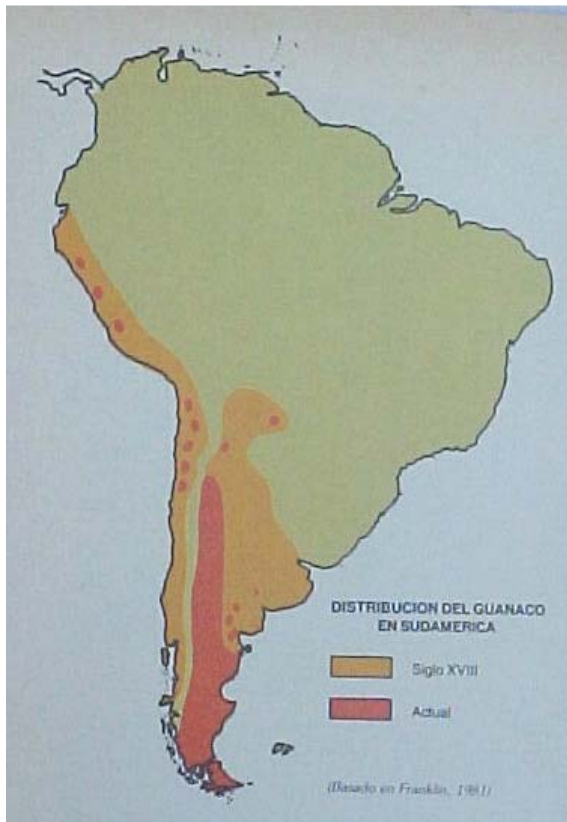 DISTRIBUCION DEL GUANACO
EN SUDAMERICA
Siglo XVIII
Actual
(Basado en Franklin, 1981)